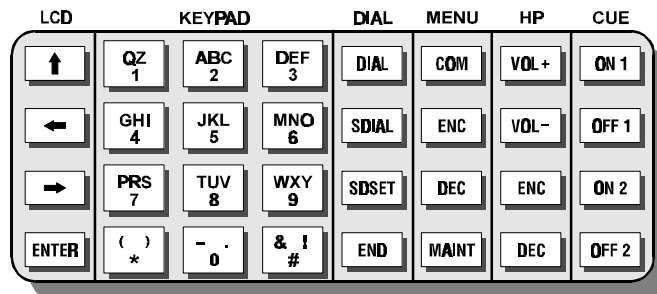 LCD KEYPAD DIAL MENU HP CUE
QZ ABC DEF DIAL COM VOL+ ON 1
1 2 3
GHI JKL MNO SDIAL ENC VOL- OFF 1
4 5 6
PRS TUV WXY SDSET DEC ENC ON 2
7 8 9
ENTER ( ) - . & ! END MAINT DEC OFF 2
* 0 #